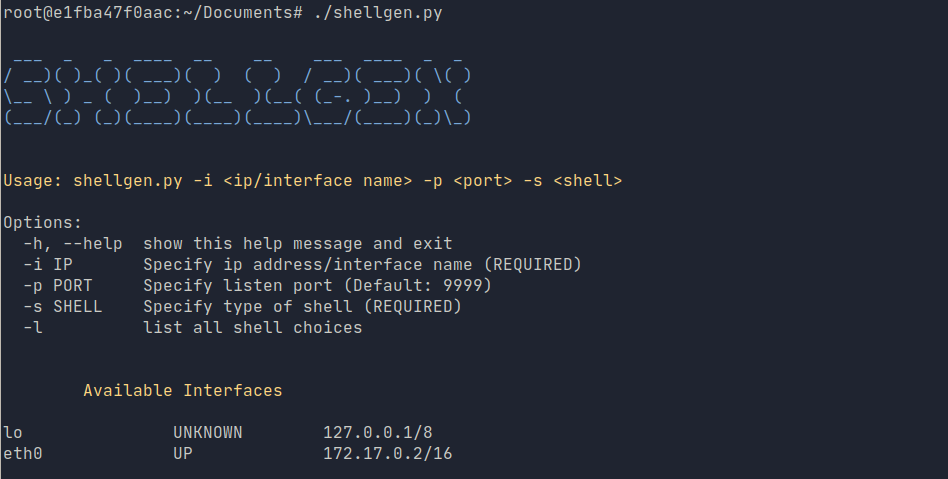 root@e1fba47f0aac:~/Documents# ./shellgen.py
 ___  _   _  ____  __    __    ___  ____  _  _
/ __)( )_( )( ___)(  )  (  )  / __)( ___)( \( )
\__ \ ) _ (  )__)  )(__  )(__( (_-. )__)  )  (
(___/(_) (_)(____)(____)(____)\___/(____)(_)\_)
Usage: shellgen.py -i <ip/interface name> -p <port> -s <shell>
Options:
  -h, --help  show this help message and exit
  -i IP       Specify ip address/interface name (REQUIRED)
  -p PORT     Specify listen port (Default: 9999)
  -s SHELL    Specify type of shell (REQUIRED)
  -l          list all shell choices
        Available Interfaces
lo               UNKNOWN        127.0.0.1/8
eth0             UP             172.17.0.2/16